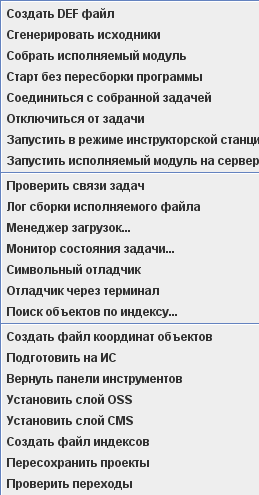 Создать DEF файл
Сгенерировать исходники
Собрать исполняемый модуль
Старт без пересборки программы
Соединиться с собранной задачей
Отключиться от задачи
Запустить в режиме инструкторской станци
Запустить исполняемый модуль на сервер
Проверить связи задач
Лог сборки исполняемого файла
Менеджер загрузок...
Монитор состояния задачи...
Символьный отладчик
Отладчик через терминал
Поиск объектов по индексу...
Создать файл координат объектов
Подготовить на ИС
Вернуть панели инструментов
Установить слой OSS
Установить слой CMS
Создать файл индексов
Пересохранить проекты
Проверить переходы